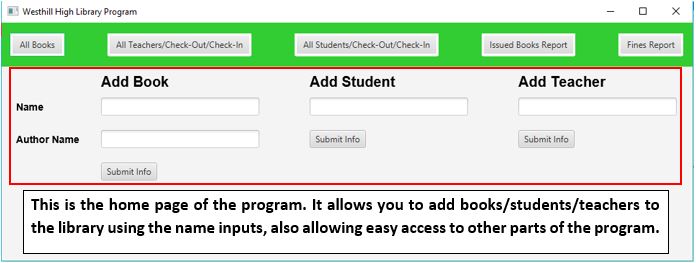 Westhill High Library Program
All Books All Teachers/Check-Out/Check-In All Students/Check-Out/Check-In Issued Books Report Fines Report
Add Book Add Student Add Teacher
Name
Author Name Submit Info Submit Info
Submit Info
This is the home page of the program. It allows you to add books/students/teachers to
the library using the name inputs, also allowing easy access to other parts of the program.